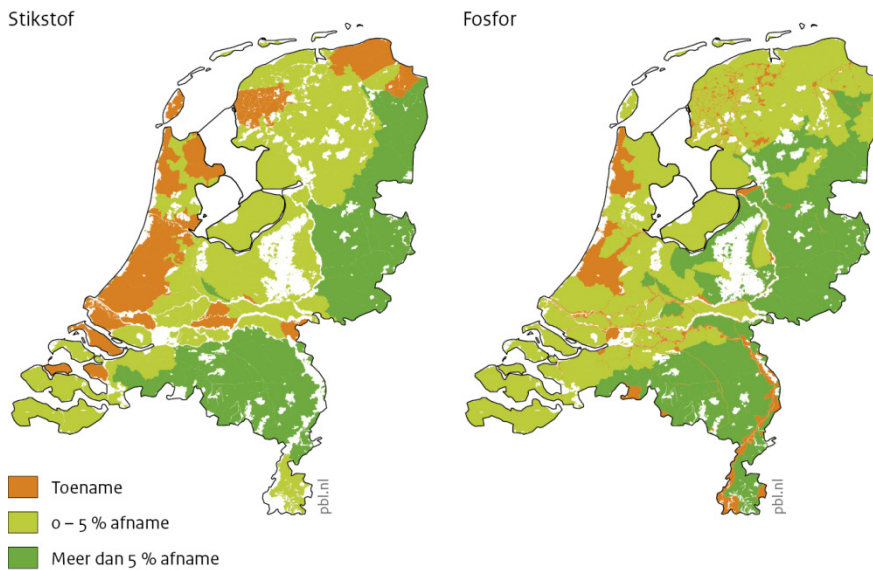 Stikstof
Fosfor
Toename
0 – 5 % afname
Meer dan 5 % afname
pbl.nl
pbl.nl